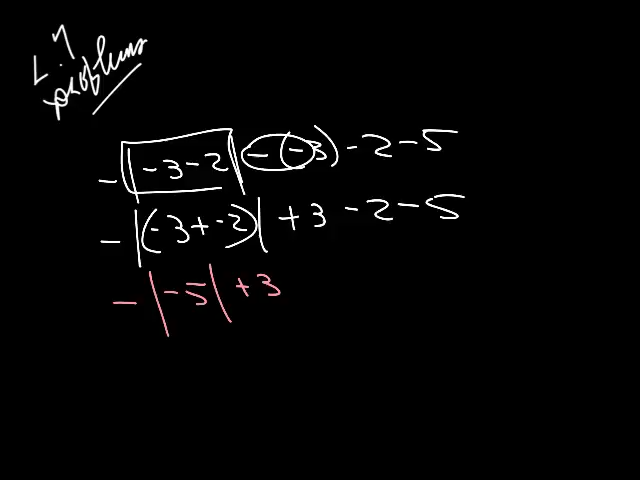 L.7
problems
- |-3-2| -(-3) -2-5
- |(-3+-2)| +3 -2-5
- |-5| +3